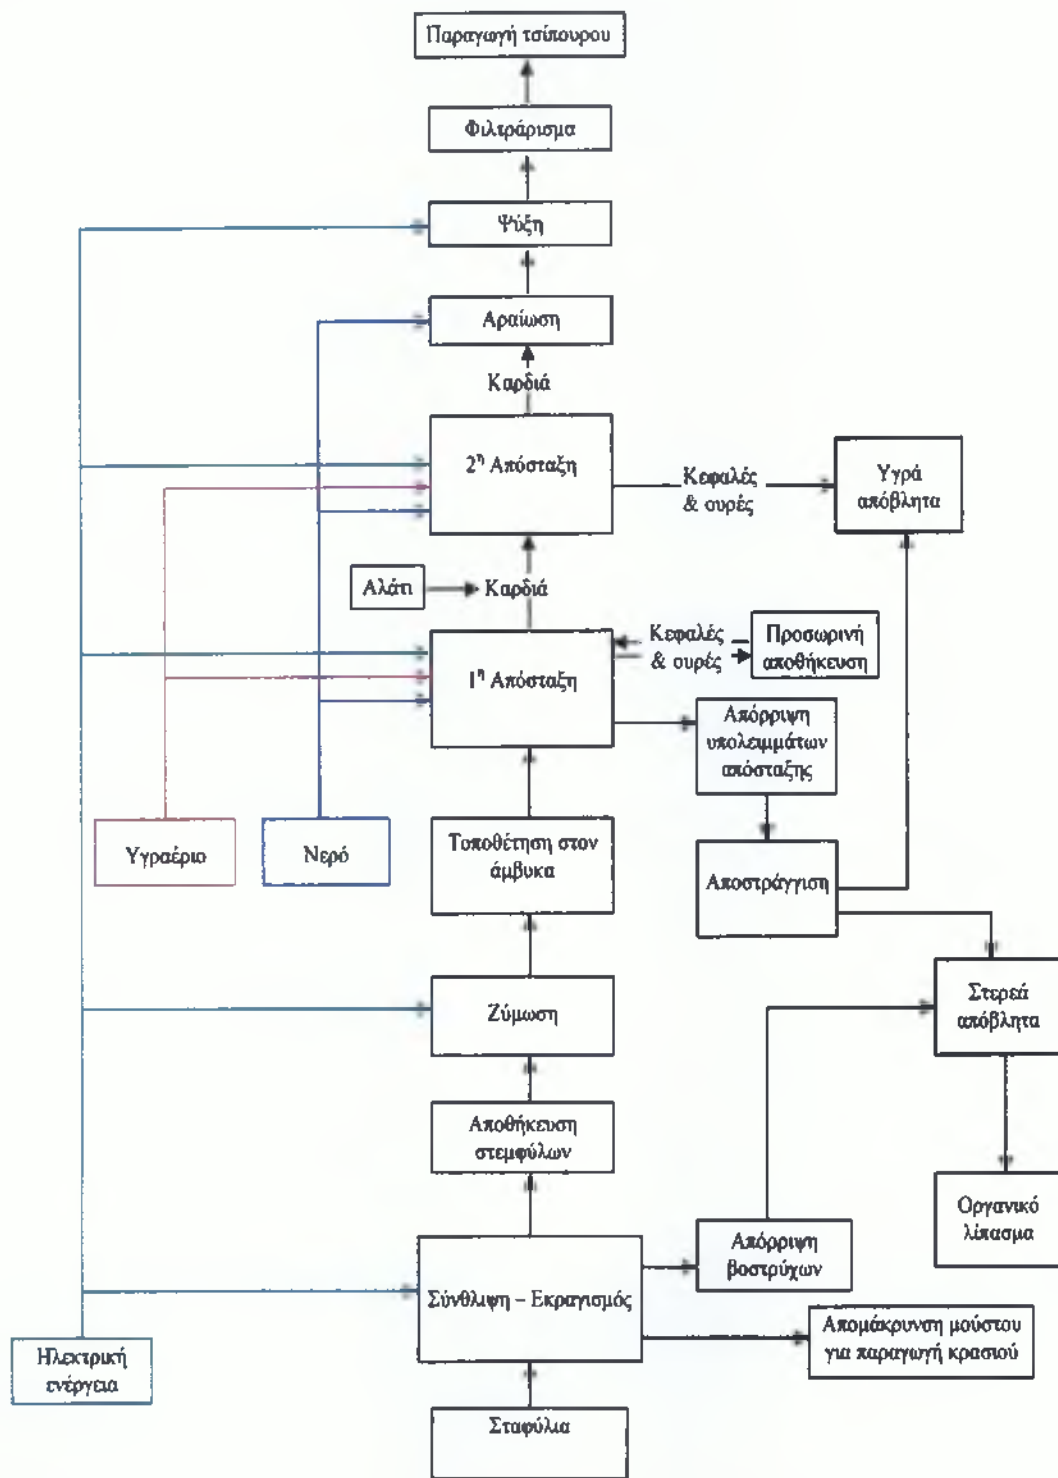 Παραγωγή τσίπουρου
Φιλτράρισμα
Ψύξη
Αραίωση
Καρδιά
2η Απόσταξη
Κεφαλές
& ουρές
Υγρά
απόβλητα
Αλάτι
Καρδιά
1η Απόσταξη
Κεφαλές
& ουρές
Προσωρινή
αποθήκευση
Απόρριψη
υπολειμμάτων
απόσταξης
Υγραέριο
Νερό
Τοποθέτηση στον
άμβυκα
Αποστράγγιση
Ζύμωση
Στερεά
απόβλητα
Αποθήκευση
στεμφύλων
Οργανικό
λίπασμα
Απόρριψη
βοστρύχων
Σύνθλιψη – Εκραγισμός
Απομάκρυνση μούστου
για παραγωγή κρασιού
Ηλεκτρική
ενέργεια
Σταφύλια